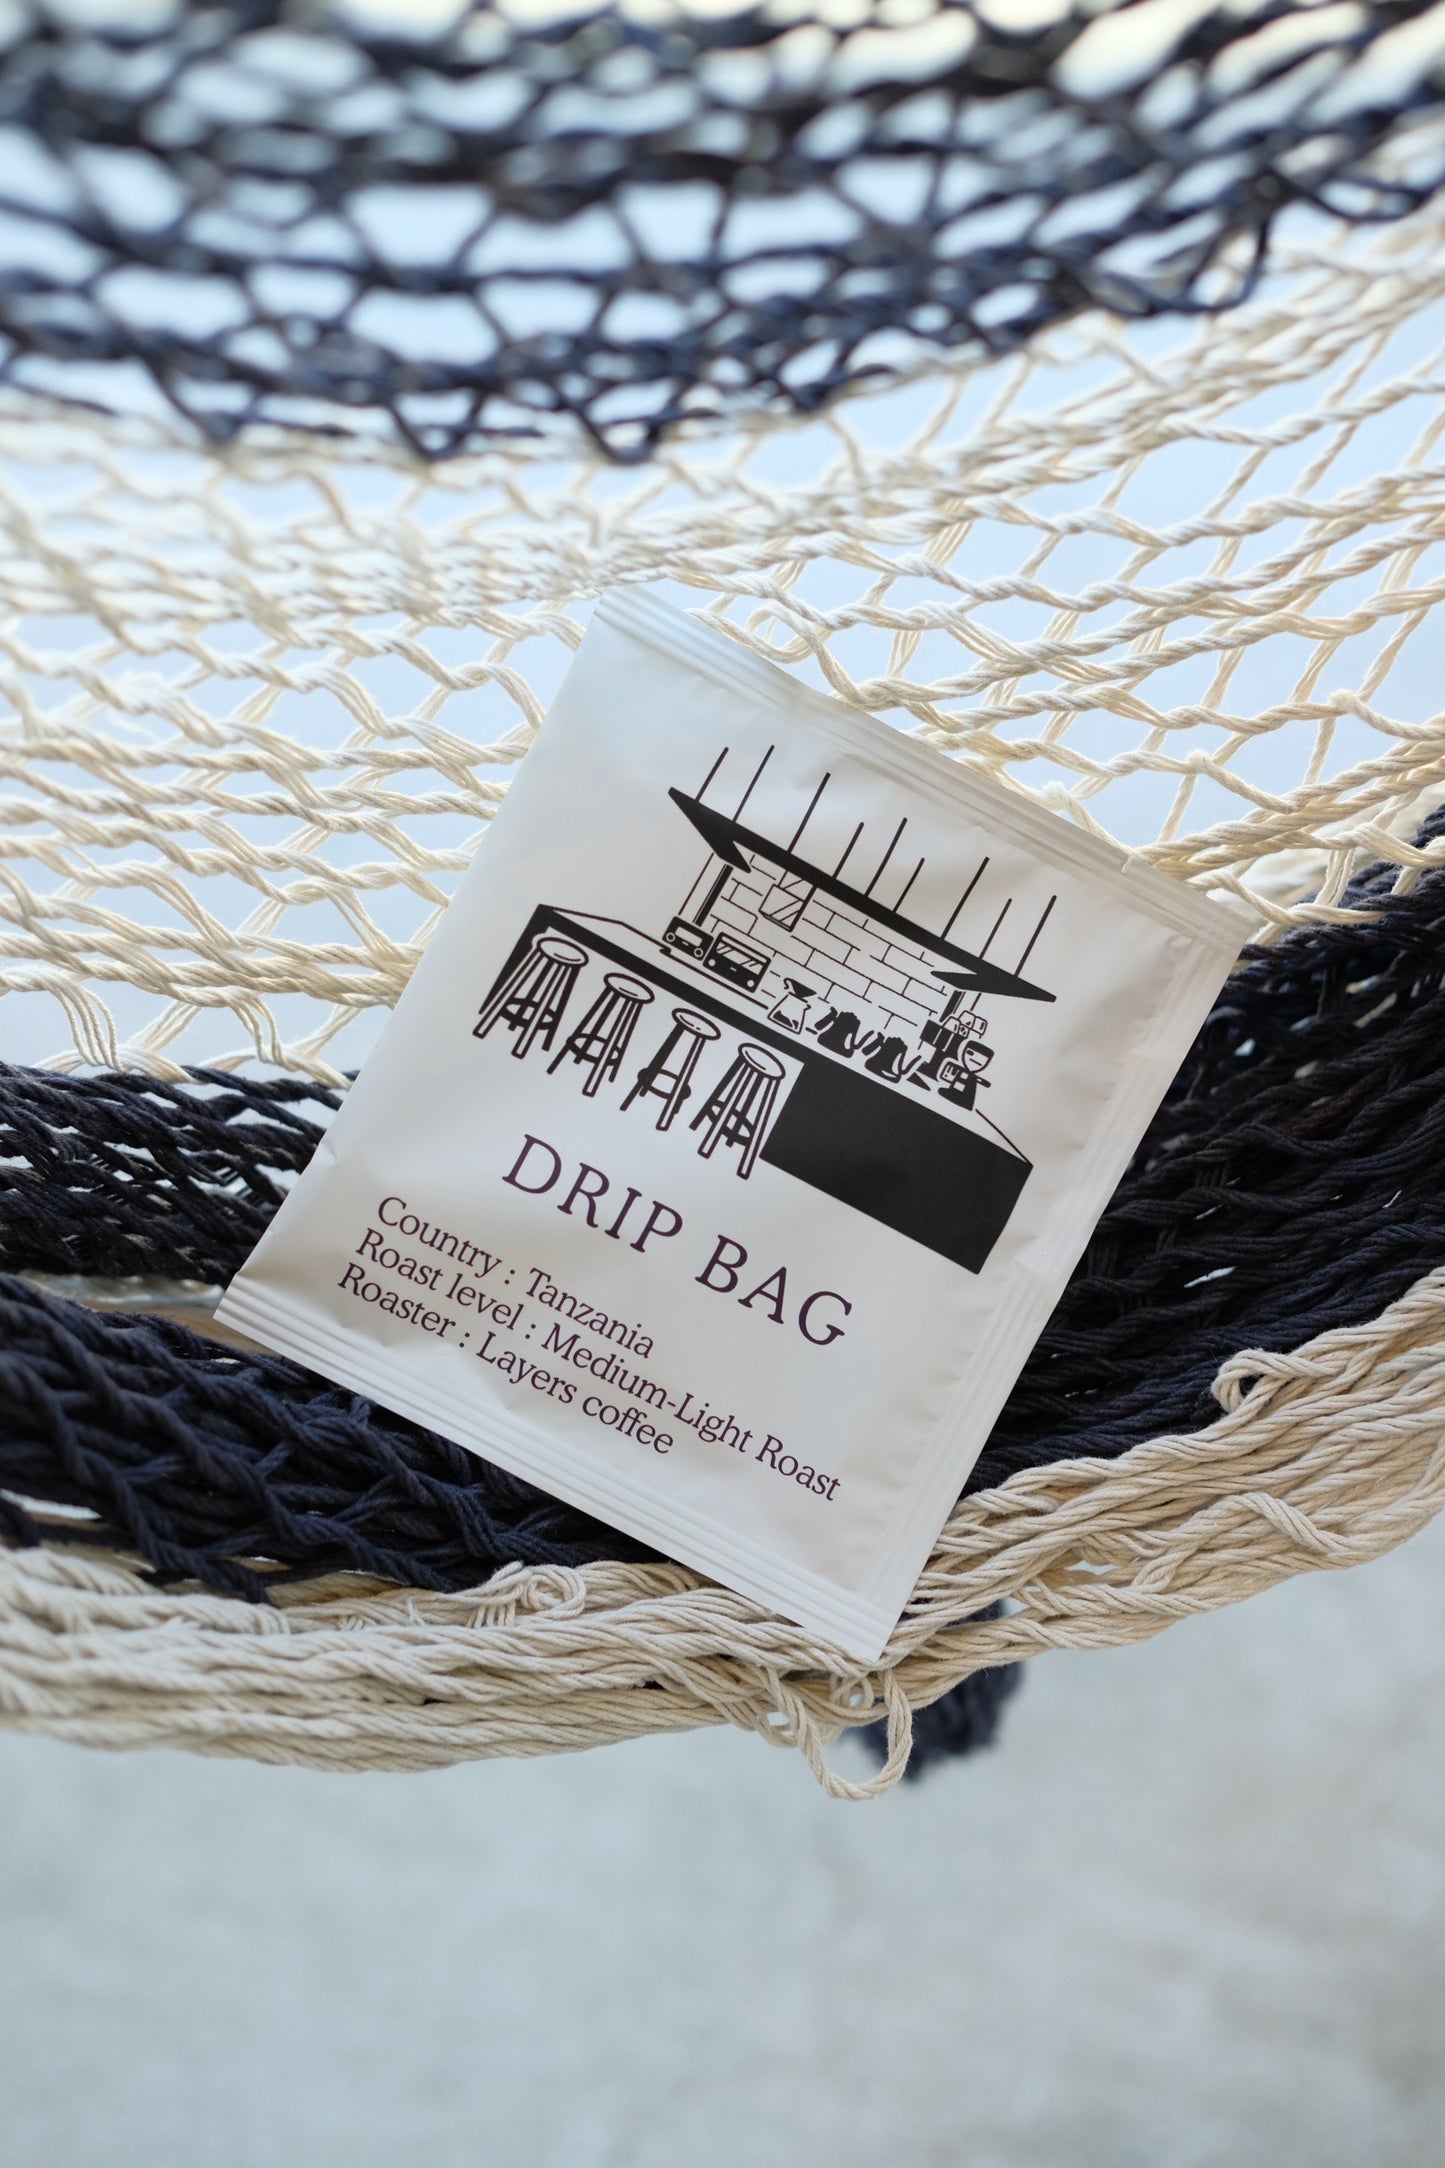 DRIP BAG
Country : Tanzania
Roast level : Medium-Light Roast
Roaster : Layers coffee